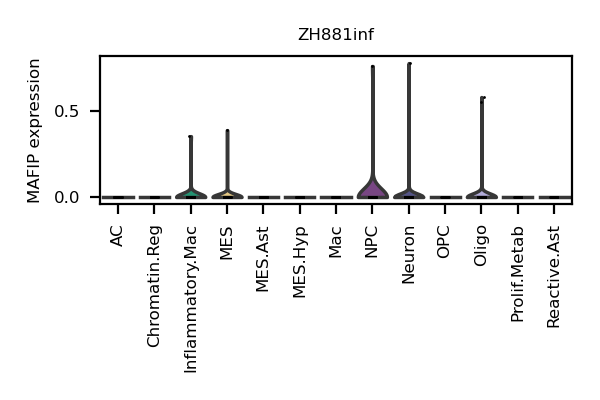 ZH881inf
MAFIP expression
0.5
0.0
AC
Chromatin.Reg
Inflammatory.Mac
MES
MES.Ast
MES.Hyp
Mac
NPC
Neuron
OPC
Oligo
Prolif.Metab
Reactive.Ast